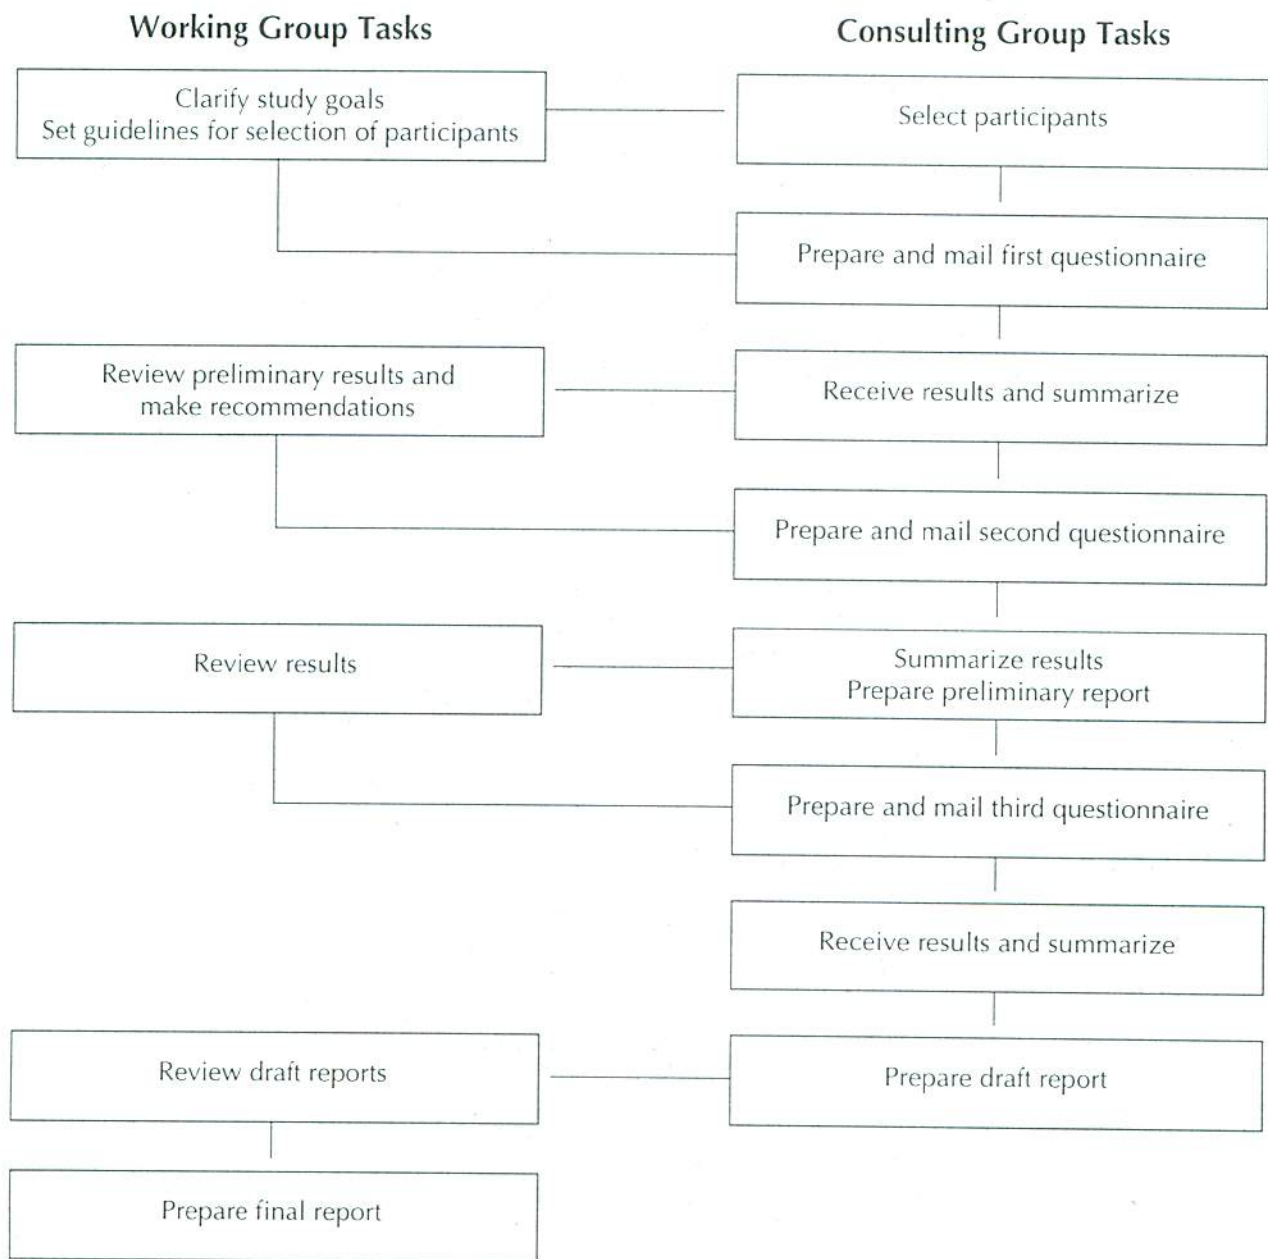 Working Group Tasks
Consulting Group Tasks
Clarify study goals
Set guidelines for selection of participants
Select participants
Prepare and mail first questionnaire
Review preliminary results and
make recommendations
Receive results and summarize
Prepare and mail second questionnaire
Review results
Summarize results
Prepare preliminary report
Prepare and mail third questionnaire
Receive results and summarize
Review draft reports
Prepare draft report
Prepare final report